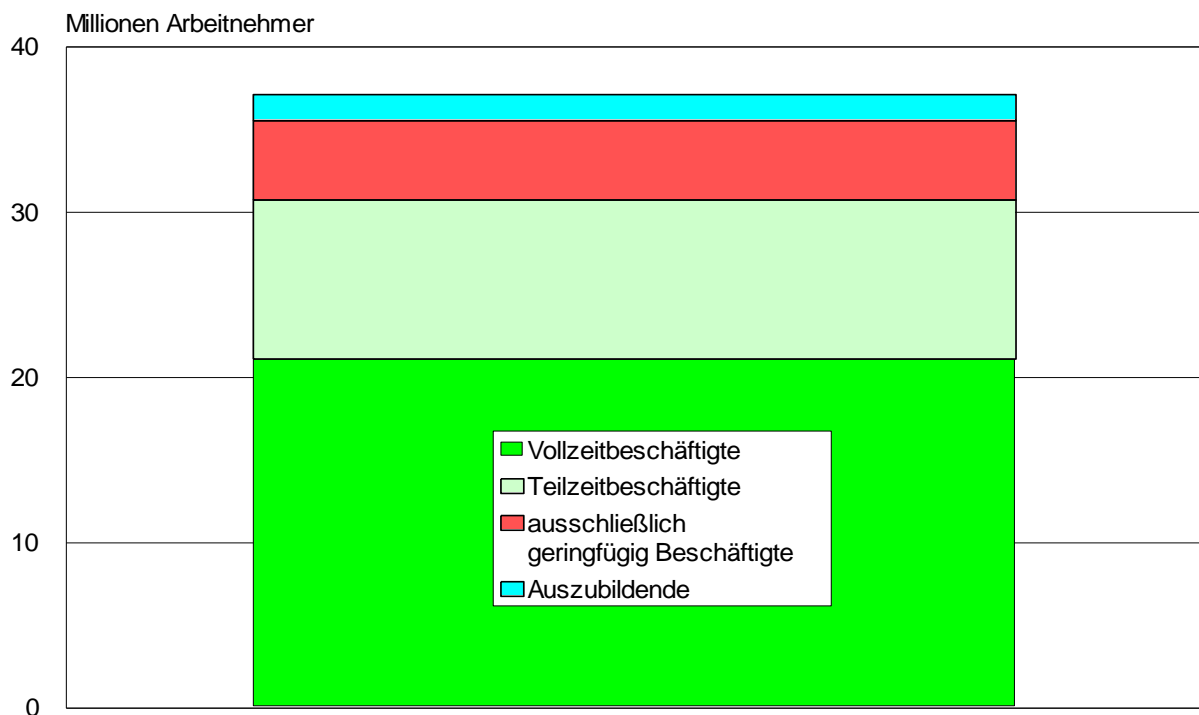 Millionen Arbeitnehmer
40
30
20
10
0
Vollzeitbeschäftigte
Teilzeitbeschäftigte
ausschließlich
geringfügig Beschäftigte
Auszubildende